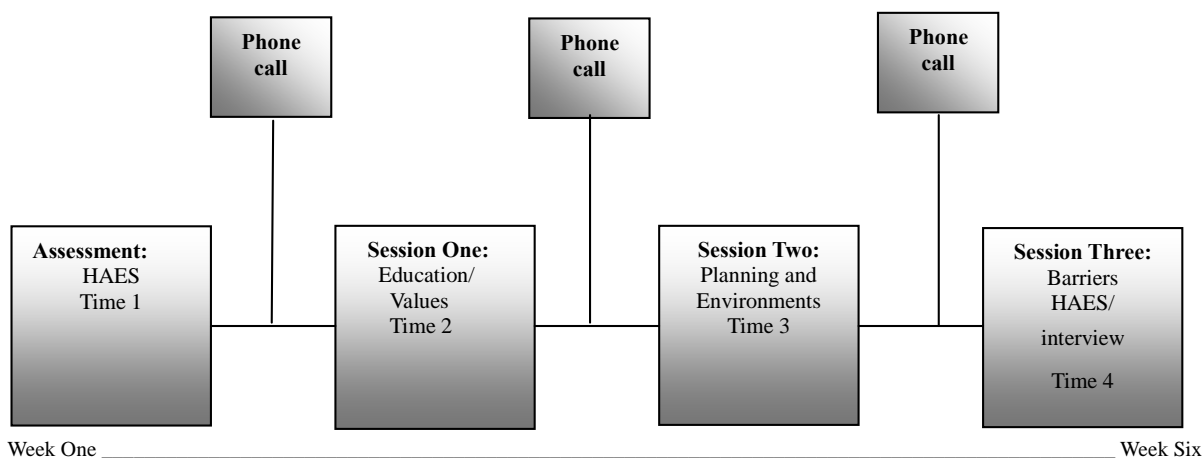 Phone
call
Phone
call
Phone
call
Assessment:
HAES
Time 1
Session One:
Education/
Values
Time 2
Session Two:
Planning and
Environments
Time 3
Session Three:
Barriers
HAES/
interview
Time 4
Week One Week Six